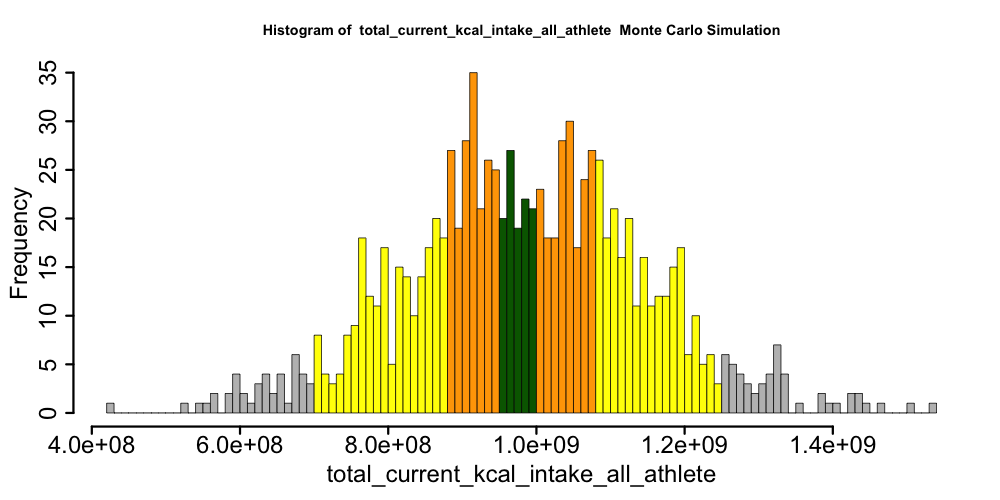 Histogram of  total_current_kcal_intake_all_athlete  Monte Carlo Simulation
35
30
25
20
15
10
5
0
Frequency
4.0e+08 6.0e+08 8.0e+08 1.0e+09 1.2e+09 1.4e+09
total_current_kcal_intake_all_athlete